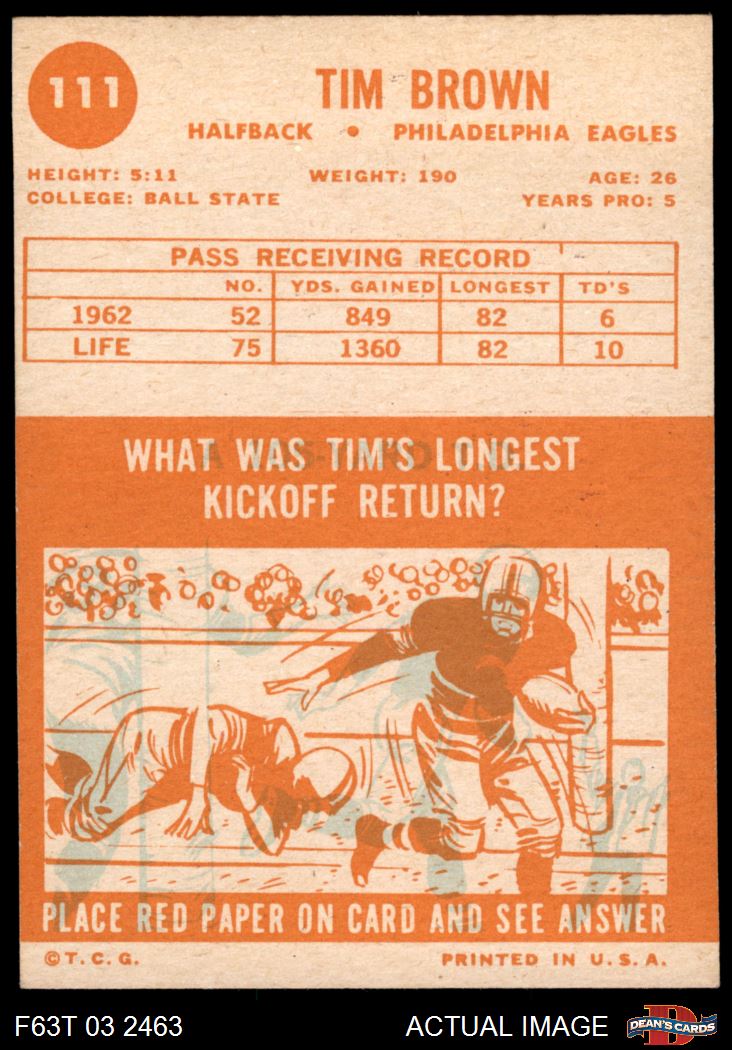 111
TIM BROWN
HALFBACK • PHILADELPHIA EAGLES
HEIGHT: 5:11 WEIGHT: 190 AGE: 26
COLLEGE: BALL STATE YEARS PRO: 5
PASS RECEIVING RECORD
NO. YDS. GAINED LONGEST TD'S
1962 52 849 82 6
LIFE 75 1360 82 10
WHAT WAS TIM'S LONGEST
KICKOFF RETURN?
PLACE RED PAPER ON CARD AND SEE ANSWER
©T.C.G. PRINTED IN U.S.A.
F63T 03 2463 ACTUAL IMAGE DEAN'S CARDS